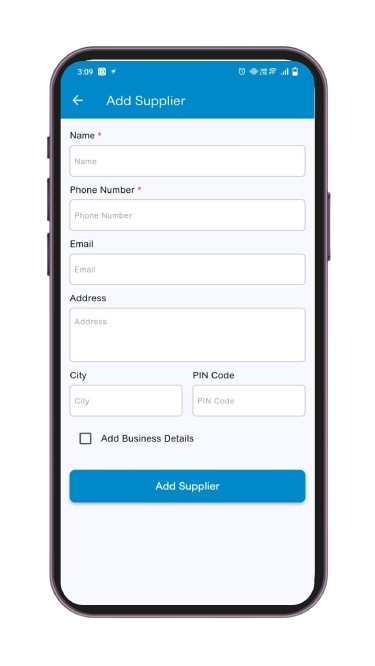 3:09
Add Supplier
Name *
Name
Phone Number *
Phone Number
Email
Email
Address
Address
City PIN Code
City PIN Code
Add Business Details
Add Supplier